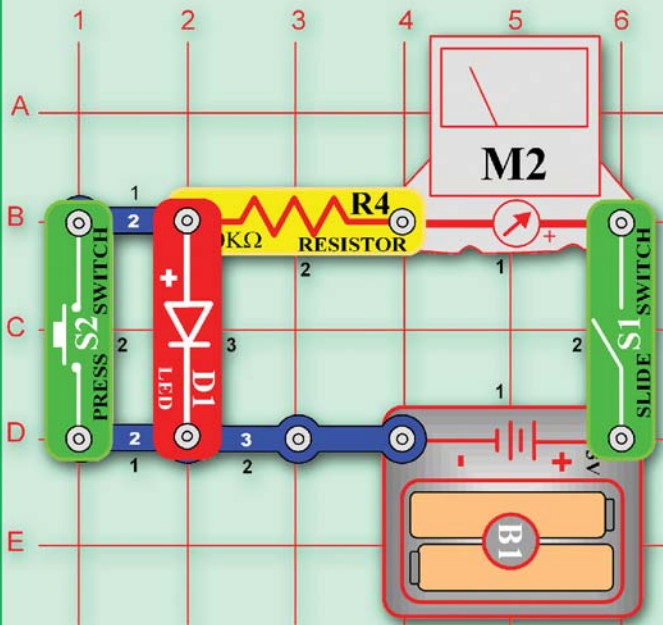 1 2 3 4 5 6
A
M2
B
1
2
R4
KΩ RESISTOR
+
2
1
C
S2
PRESS SWITCH
2
+
D1
LED
3
2
S1
SLIDE SWITCH
D
2
1
3
2
1
-
+
E
B1